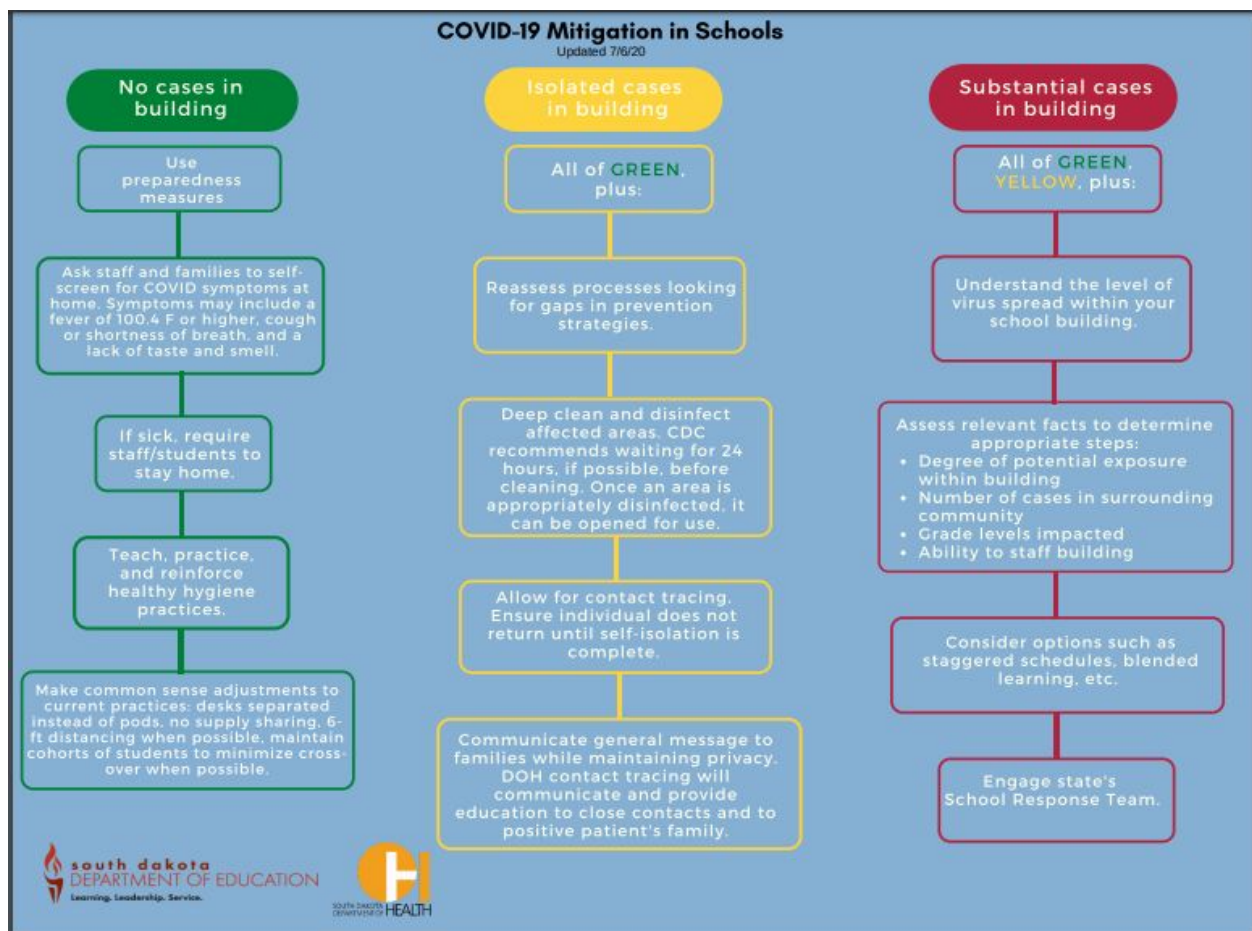 COVID-19 Mitigation in Schools
Updated 7/6/20
No cases in
building
Use
preparedness
measures
Ask staff and families to self-
screen for COVID symptoms at
home. Symptoms may include a
fever of 100.4 F or higher, cough
or shortness of breath, and a
lack of taste and smell.
If sick, require
staff/students to
stay home.
Teach, practice,
and reinforce
healthy hygiene
practices.
Make common sense adjustments to
current practices: desks separated
instead of pods, no supply sharing, 6-
ft distancing when possible, maintain
cohorts of students to minimize cross-
over when possible.
Isolated cases
in building
All of GREEN,
plus:
Reassess processes looking
for gaps in prevention
strategies.
Deep clean and disinfect
affected areas. CDC
recommends waiting for 24
hours, if possible, before
cleaning. Once an area is
appropriately disinfected, it
can be opened for use.
Allow for contact tracing.
Ensure individual does not
return until self-isolation is
complete.
Communicate general message to
families while maintaining privacy.
DOH contact tracing will
communicate and provide
education to close contacts and to
positive patient's family.
Substantial cases
in building
All of GREEN,
YELLOW, plus:
Understand the level of
virus spread within your
school building.
Assess relevant facts to determine
appropriate steps:
• Degree of potential exposure
within building
• Number of cases in surrounding
community
• Grade levels impacted
• Ability to staff building
Consider options such as
staggered schedules, blended
learning, etc.
Engage state's
School Response Team.
south dakota
DEPARTMENT OF EDUCATION
Learning. Leadership. Service.
SOUTH DAKOTA
DEPARTMENT OF HEALTH